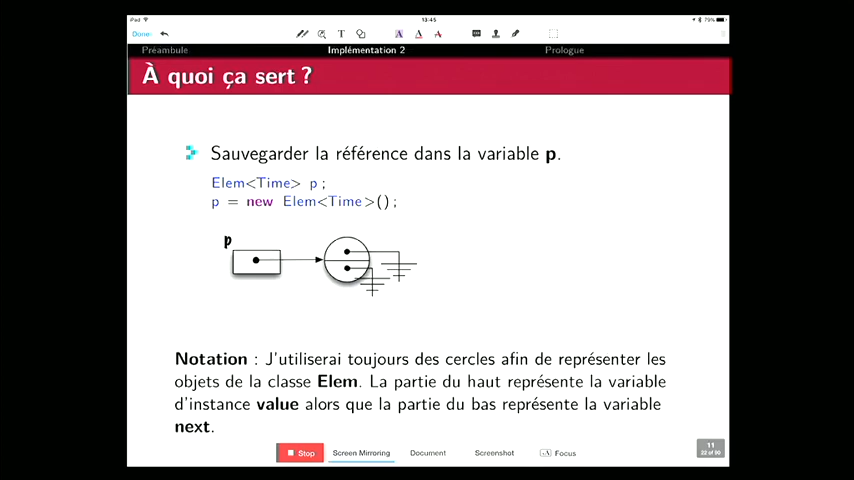 iPad
13:45
79%
Done
T
A
A
A
Préambule
Implémentation 2
Prologue
À quoi ça sert ?
Sauvegarder la référence dans la variable p.
Elem<Time> p ;
p = new Elem<Time>() ;
p
Notation : J'utiliserai toujours des cercles afin de représenter les
objets de la classe Elem. La partie du haut représente la variable
d'instance value alors que la partie du bas représente la variable
next.
Stop
Screen Mirroring
Document
Screenshot
Focus
11
22 of 50